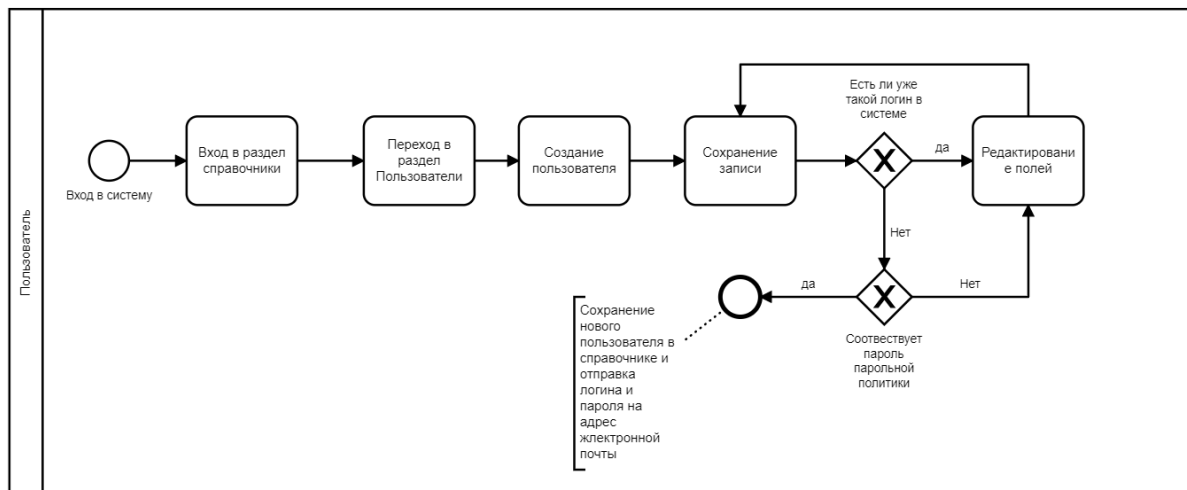 Пользователь
Вход в систему
Вход в раздел
справочники
Переход в
раздел
Пользователи
Создание
пользователя
Сохранение
записи
Есть ли уже
такой логин в
системе
да
Редактировани
е полей
Нет
да
Нет
Соотвествует
пароль
парольной
политики
Сохранение
нового
пользователя в
справочнике и
отправка
логина и
пароля на
адрес
жлектронной
почты